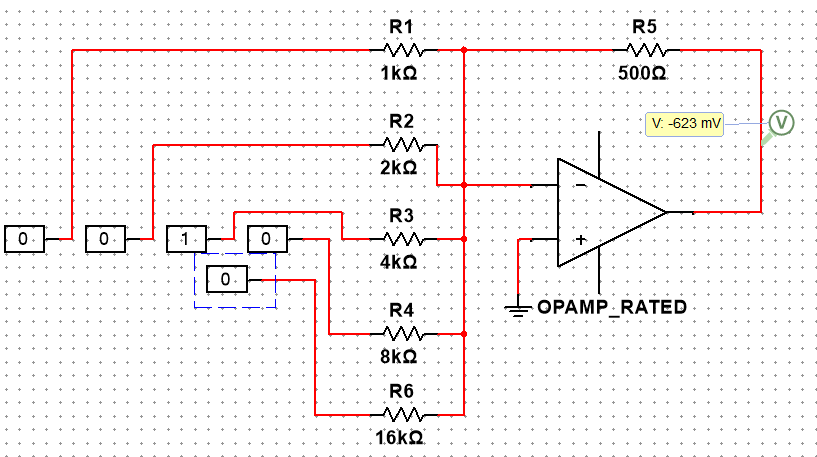 R1
1kΩ
R5
500Ω
V: -623 mV
V
R2
2kΩ
R3
4kΩ
0
0
1
0
0
R4
8kΩ
OPAMP_RATED
R6
16kΩ